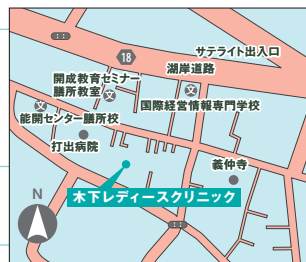 サテライト出入口
18
湖岸道路
開成教育セミナー
膳所教室
文
文
国際経営情報専門学校
文
能開センター膳所校
打出病院
義仲寺
木下レディースクリニック
N